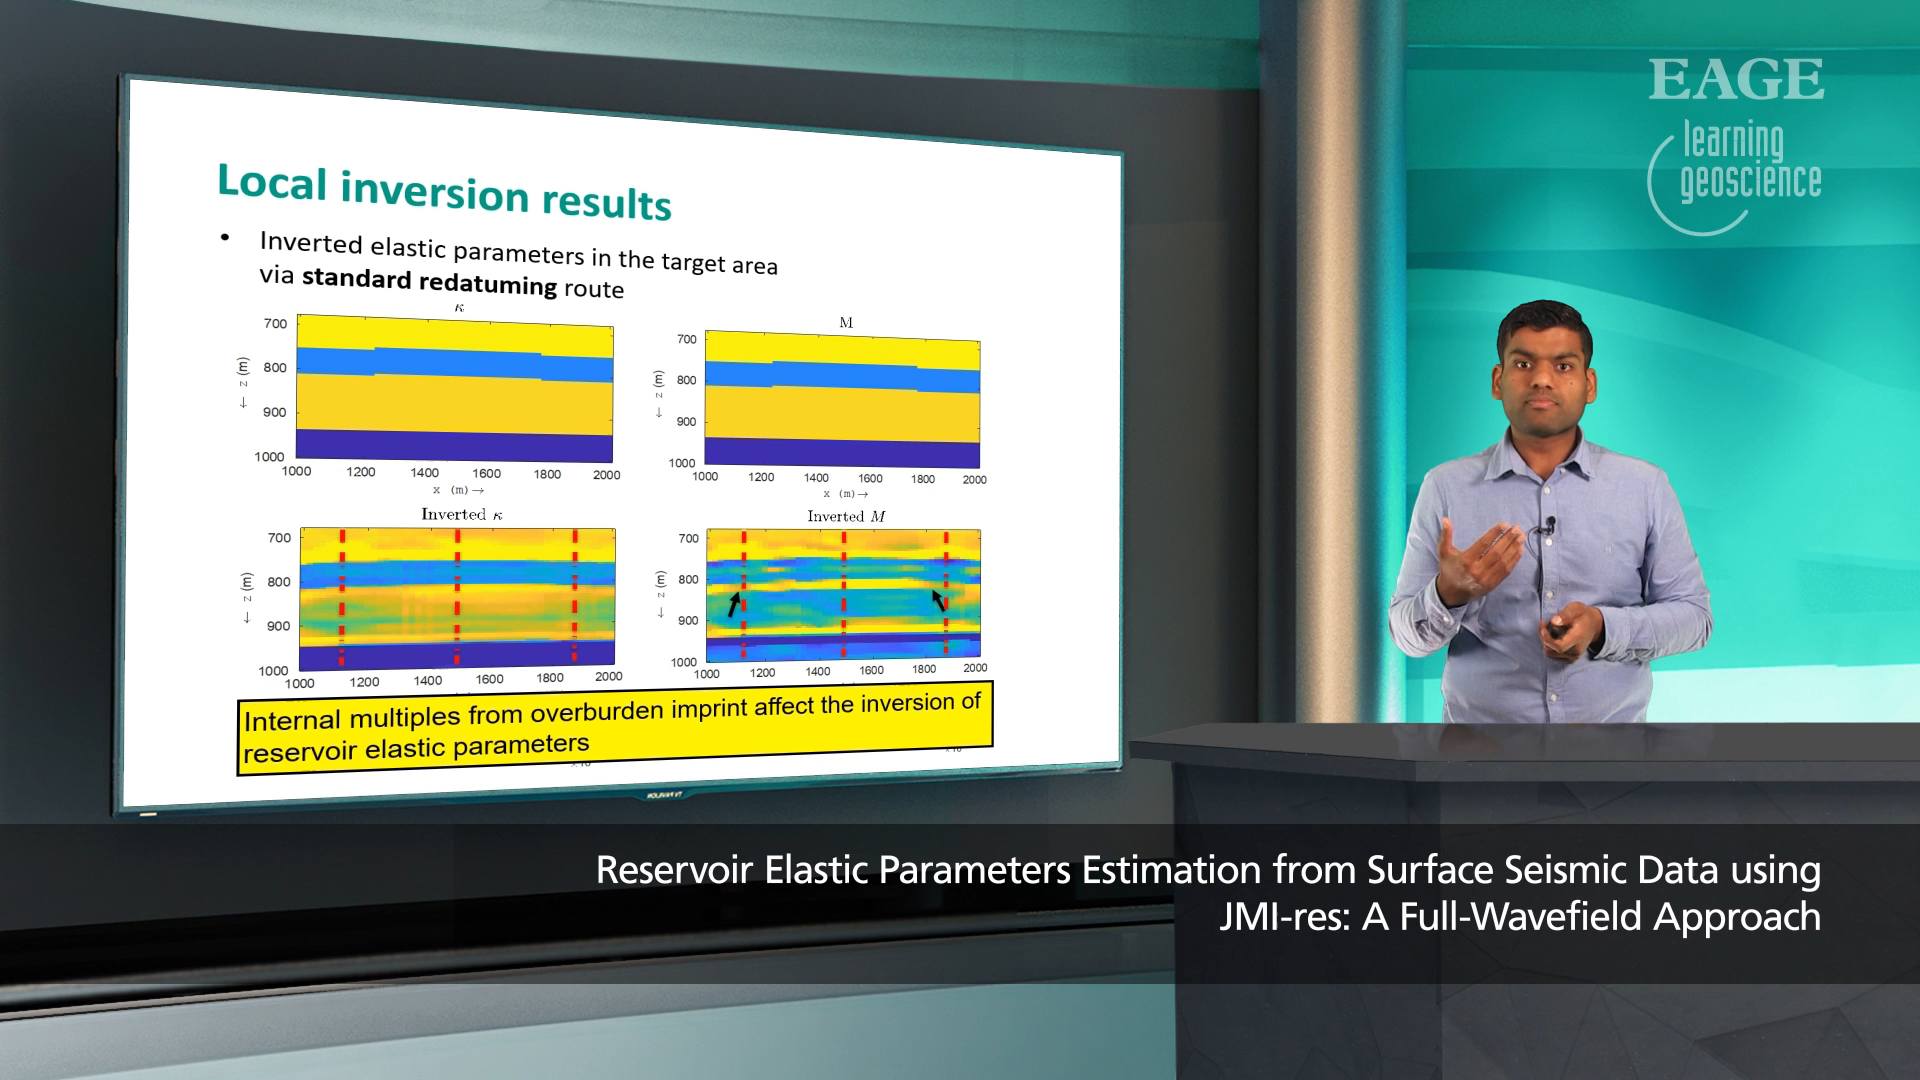 EAGE
learning
geoscience
Local inversion results
• Inverted elastic parameters in the target area
via standard redatuming route
κ
M
700
800
900
1000
← z (m)
1000 1200 1400 1600 1800 2000
x (m) →
700
800
900
1000
← z (m)
1000 1200 1400 1600 1800 2000
x (m) →
Inverted κ
Inverted M
700
800
900
1000
← z (m)
1000 1200 1400 1600 1800 2000
700
800
900
1000
← z (m)
1000 1200 1400 1600 1800 2000
Internal multiples from overburden imprint affect the inversion of
reservoir elastic parameters
Reservoir Elastic Parameters Estimation from Surface Seismic Data using
JMI-res: A Full-Wavefield Approach